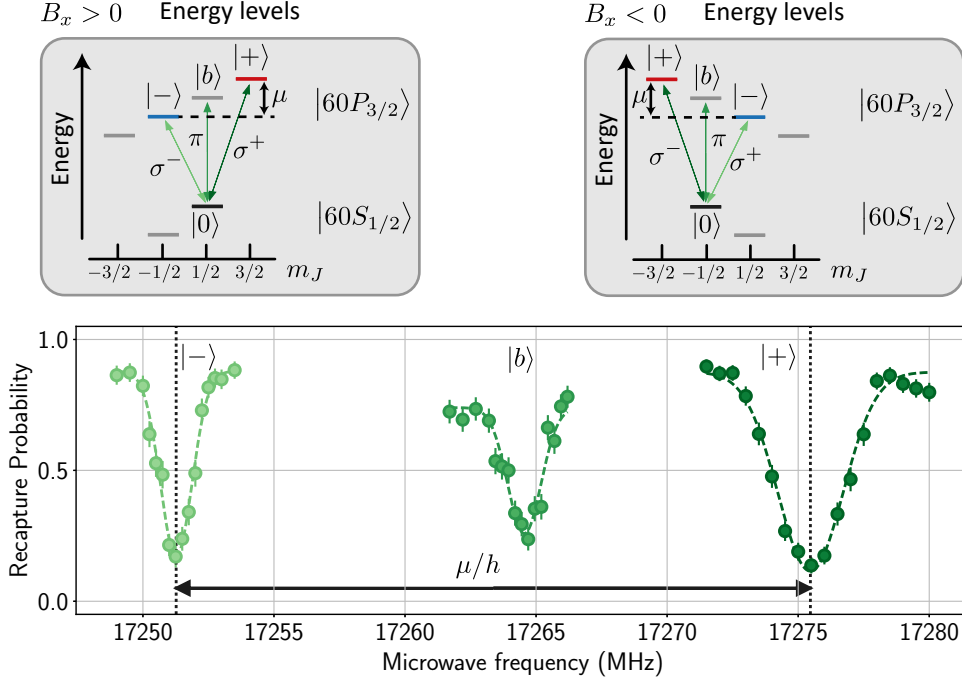 B_x > 0 Energy levels
B_x < 0 Energy levels
Energy
|−⟩
|b⟩
|+⟩
μ
|60P_{3/2}⟩
σ^−
π
σ^+
|0⟩
|60S_{1/2}⟩
−3/2 −1/2 1/2 3/2 m_J
Energy
|+⟩
|b⟩
|−⟩
μ
|60P_{3/2}⟩
σ^−
π
σ^+
|0⟩
|60S_{1/2}⟩
−3/2 −1/2 1/2 3/2 m_J
Recapture Probability
1.0
0.5
0.0
|−⟩
|b⟩
|+⟩
μ/h
17250 17255 17260 17265 17270 17275 17280
Microwave frequency (MHz)